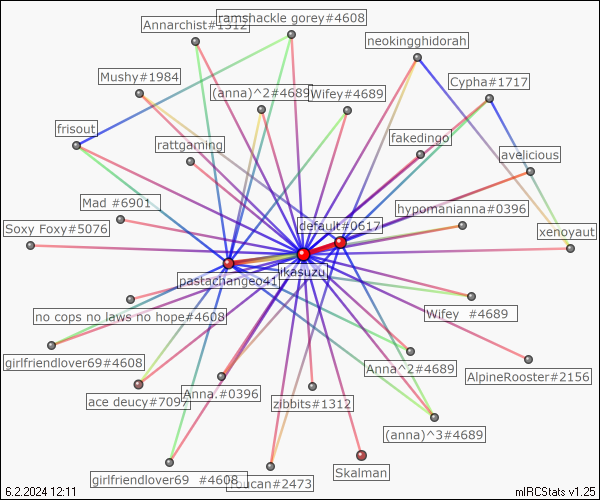 Annarchist#1312
ramshackle gorey#4608
neokingghidorah
Mushy#1984
(anna)^2#4689
Wifey#4689
Cypha#1717
frisout
rattgaming
fakedingo
avelicious
Mad #6901
hypomanianna#0396
Soxy Foxy#5076
default#0617
xenoyaut
pastachangeo41
likasuzu
no cops no laws no hope#4608
Wifey #4689
girlfriendlover69#4608
Anna^2#4689
AlpineRooster#2156
ace deucy#7097
Anna.#0396
zibbits#1312
(anna)^3#4689
girlfriendlover69 #4608
#2473
Skalman
6.2.2024 12:11
mIRCStats v1.25